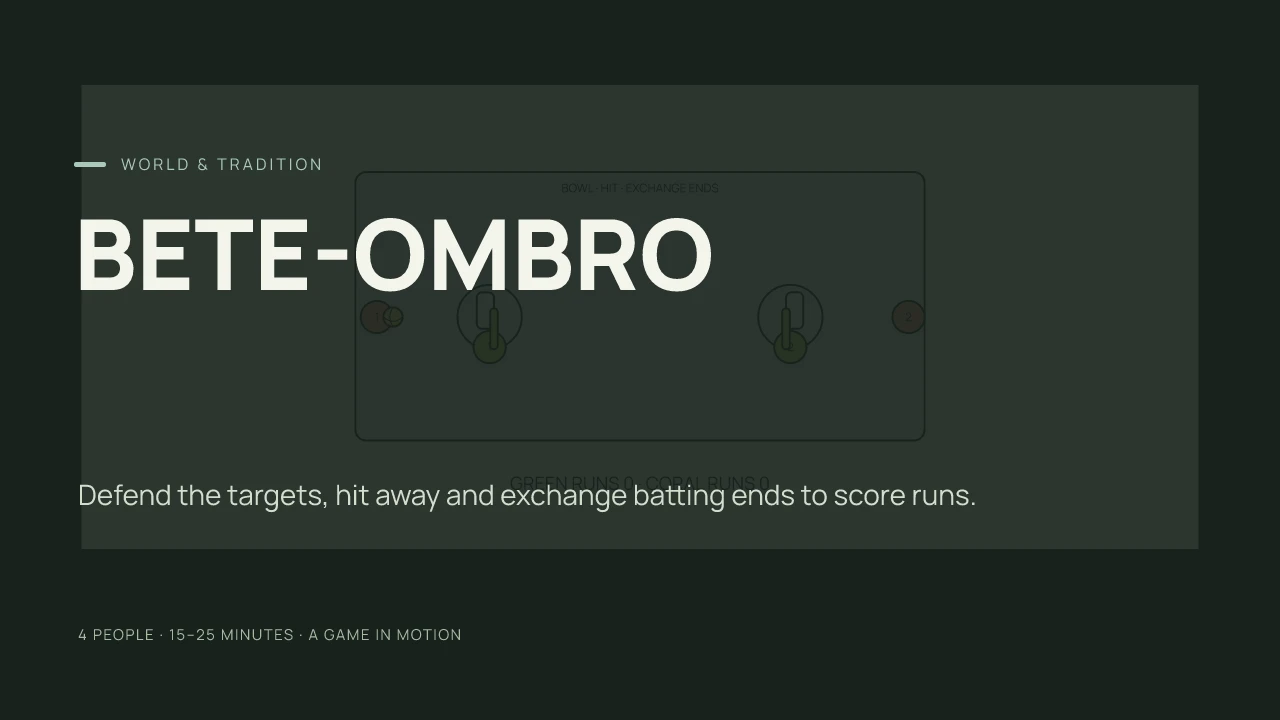 WORLD & TRADITION
BOWL · HIT · EXCHANGE ENDS
BETE-OMBRO
1
2
2
GREEN RUNS 0 · CORAL RUNS 0
Defend the targets, hit away and exchange batting ends to score runs.
4 PEOPLE · 15–25 MINUTES · A GAME IN MOTION